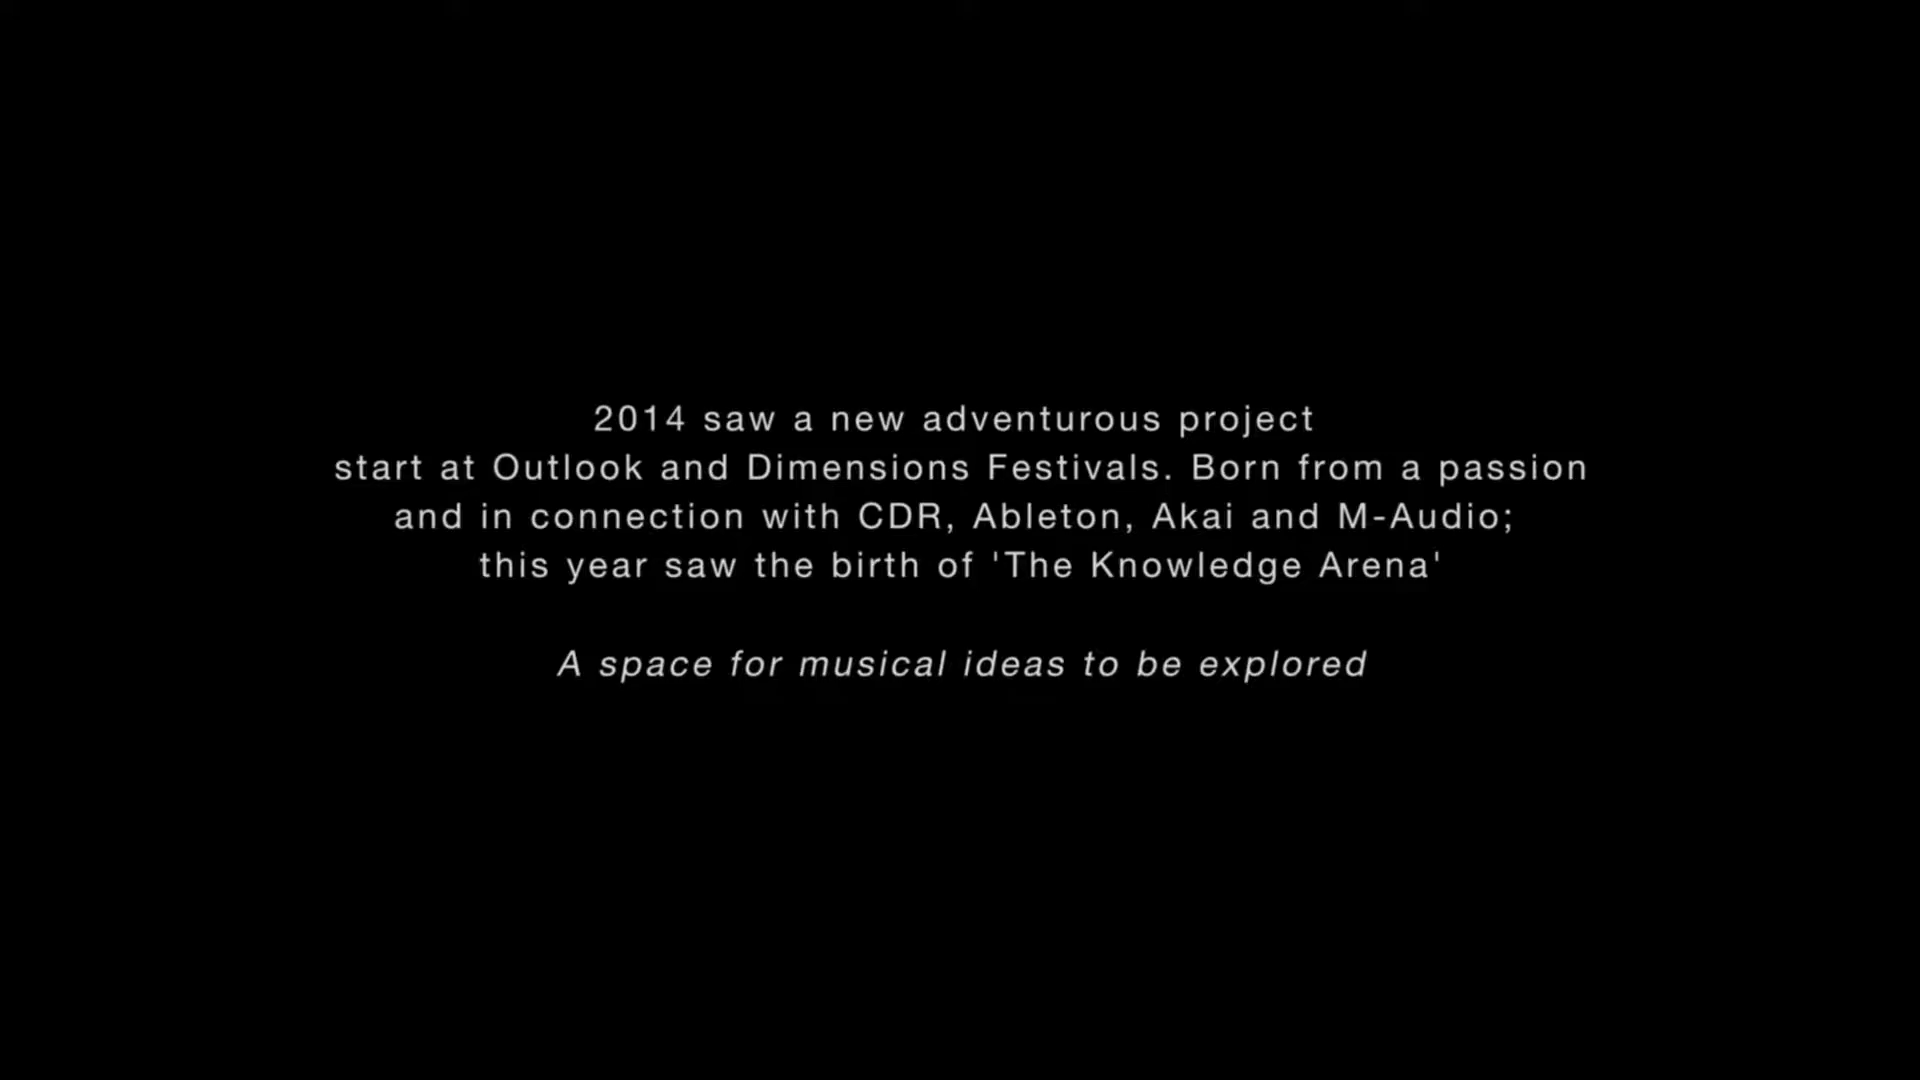 2014 saw a new adventurous project
start at Outlook and Dimensions Festivals. Born from a passion
and in connection with CDR, Ableton, Akai and M-Audio;
this year saw the birth of 'The Knowledge Arena'
A space for musical ideas to be explored